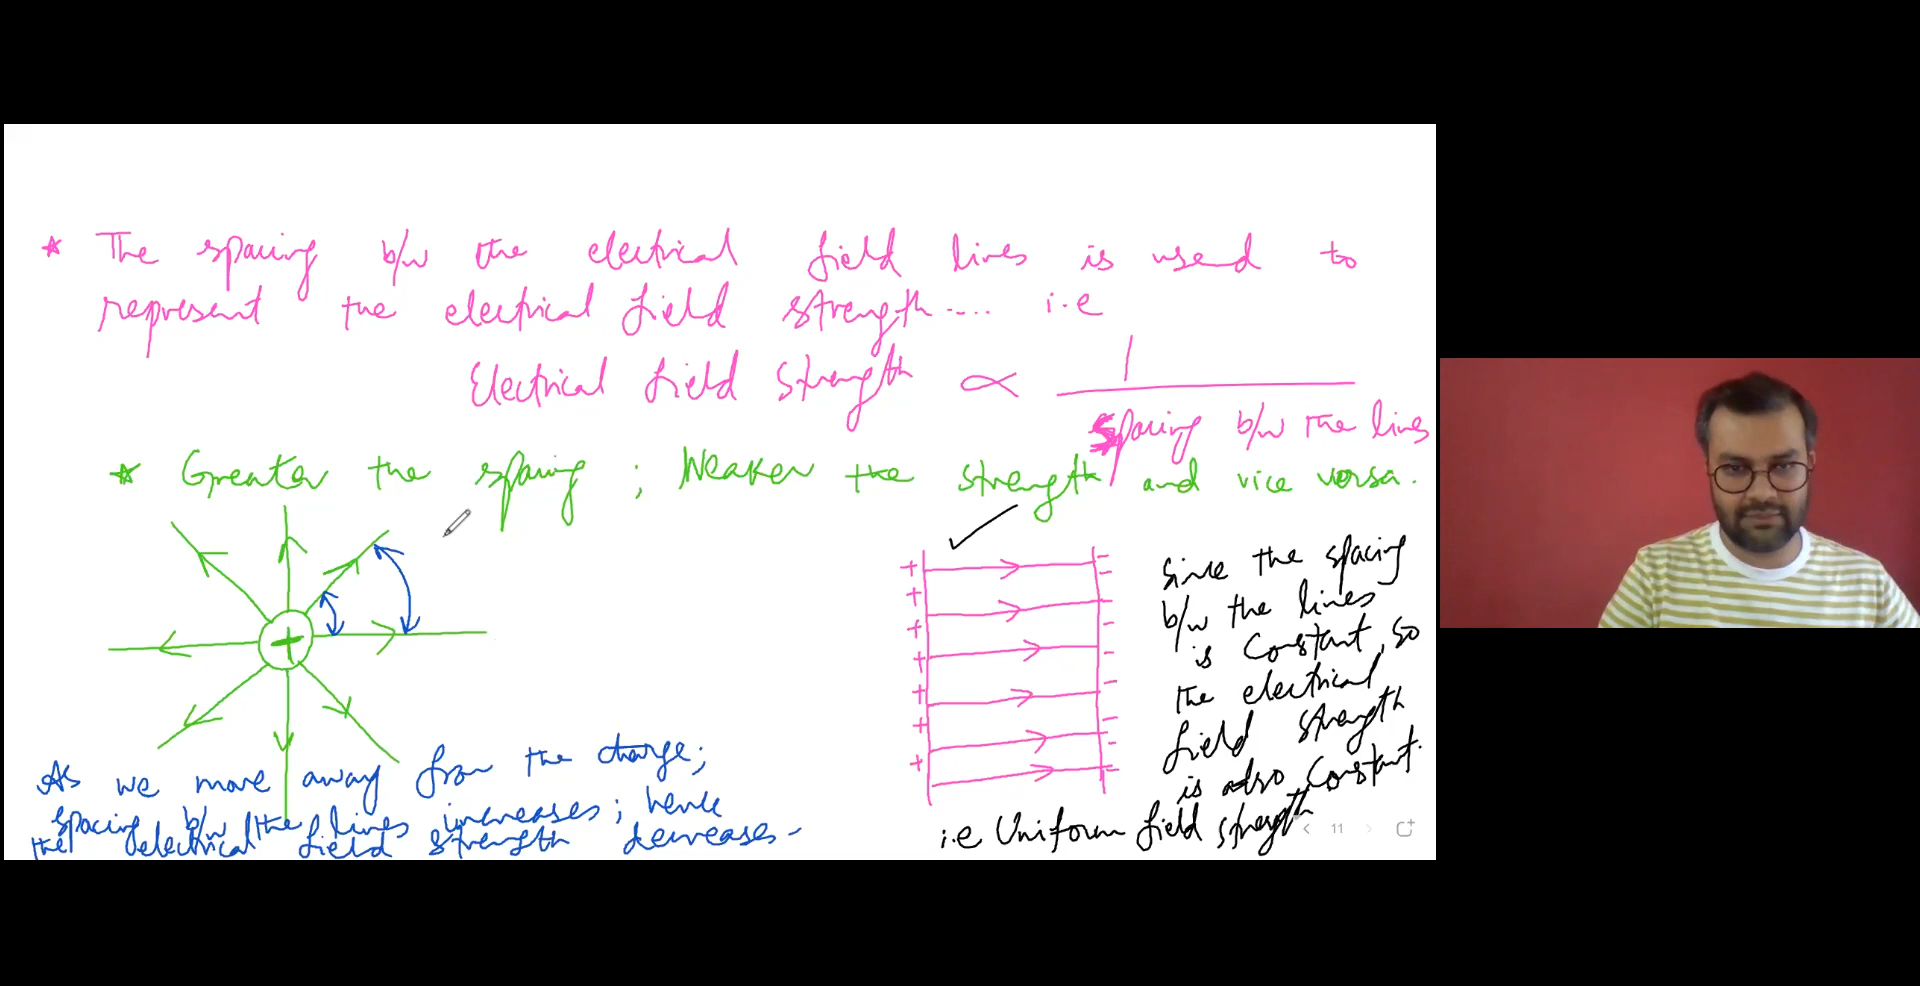 * The spacing b/w the electrical field lines is used to
represent the electrical field strength.... i.e
Electrical field strength ∝ 1
spacing b/w the lines
* Greater the spacing ; Weaker the strength and vice versa.
+
+ + + + + + +
- - - - - - - - - -
Since the spacing
b/w the lines
is constant, so
the electrical
field strength
is also constant.
i.e Uniform field strength
As we move away from the charge;
spacing b/w the lines increases; hence
the electrical field strength decreases -
< 11 >